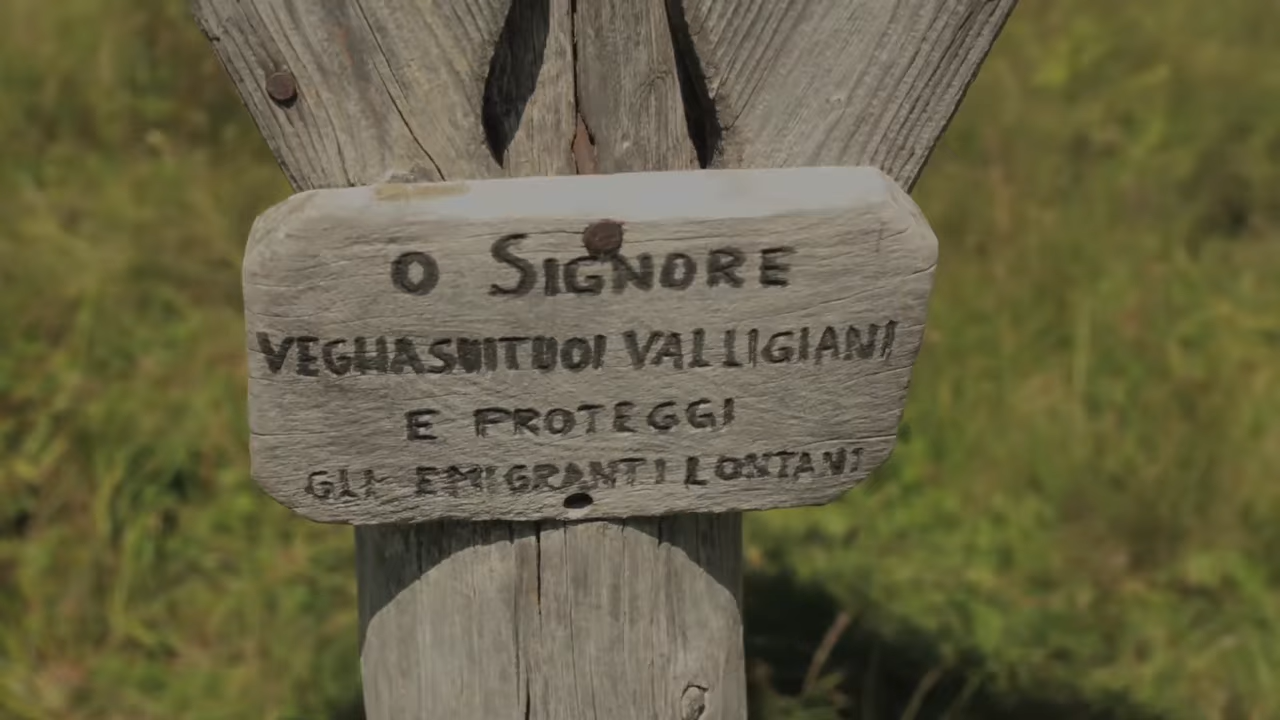 O SIGNORE
VEGLIA SUI TUOI VALLIGIANI
E PROTEGGI
GLI EMIGRANTI LONTANI